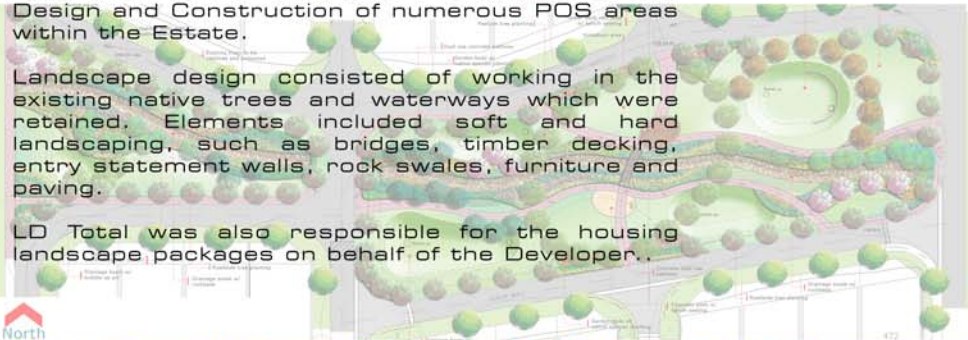 Design and Construction of numerous POS areas
within the Estate.
Landscape design consisted of working in the
existing native trees and waterways which were
retained. Elements included soft and hard
landscaping, such as bridges, timber decking,
entry statement walls, rock swales, furniture and
paving.
LD Total was also responsible for the housing
landscape packages on behalf of the Developer..
North
472